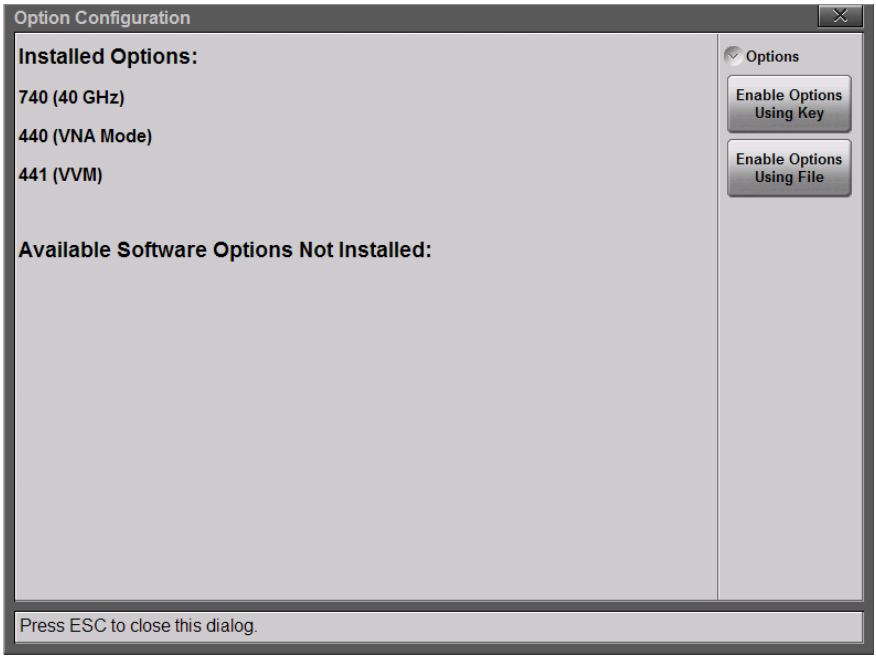 Option Configuration
Installed Options:
740 (40 GHz)
440 (VNA Mode)
441 (VVM)
Available Software Options Not Installed:
Options
Enable Options
Using Key
Enable Options
Using File
Press ESC to close this dialog.